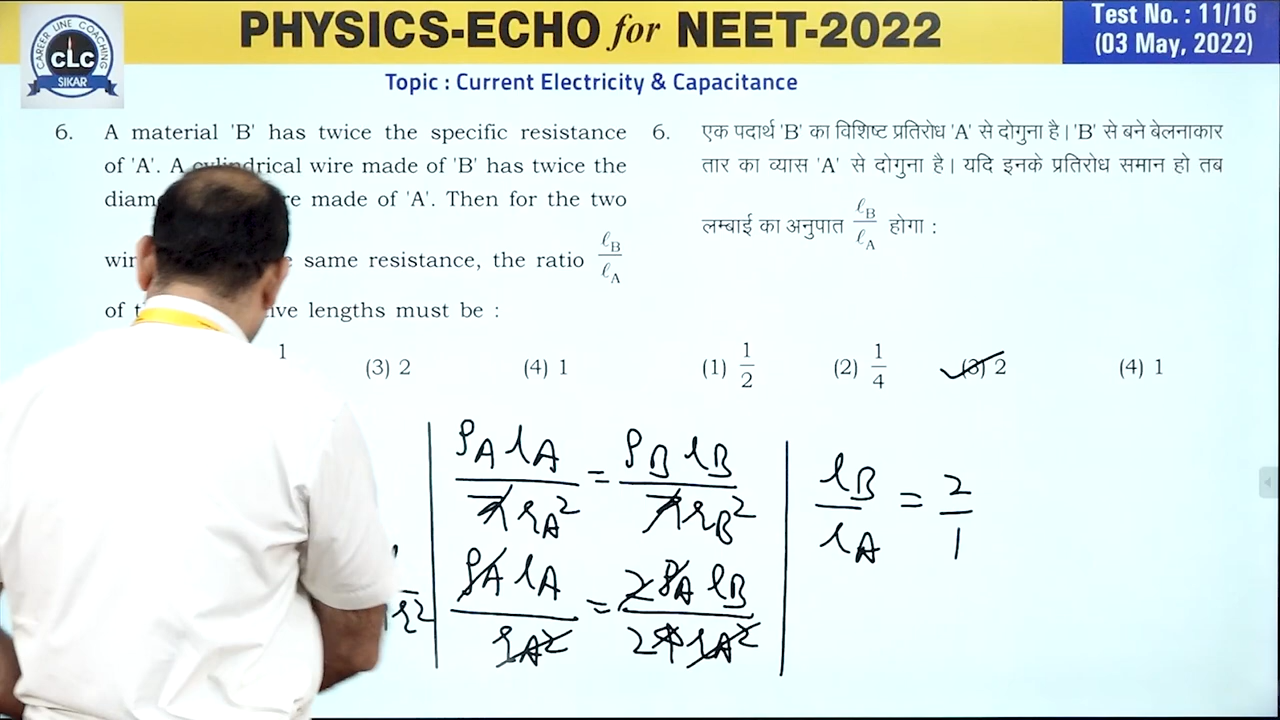 CAREER LINE COACHING
CLC
SIKAR
PHYSICS-ECHO for NEET-2022
Test No. : 11/16
(03 May, 2022)
Topic : Current Electricity & Capacitance
6. A material 'B' has twice the specific resistance
of 'A'. A cylindrical wire made of 'B' has twice the
made of 'A'. Then for the two
same resistance, the ratio ℓB/ℓA
of lengths must be :
1
(3) 2 (4) 1
6. एक पदार्थ 'B' का विशिष्ट प्रतिरोध 'A' से दोगुना है। 'B' से बने बेलनाकार
तार का व्यास 'A' से दोगुना है। यदि इनके प्रतिरोध समान हो तब
लम्बाई का अनुपात ℓB/ℓA होगा :
(1) 1/2 (2) 1/4 (3) 2 (4) 1
r²
ρA lA / π rA² = ρB lB / π rB²
ρA lA / rA² = 2 ρA lB / 2 4 rA²
lB / lA = 2 / 1